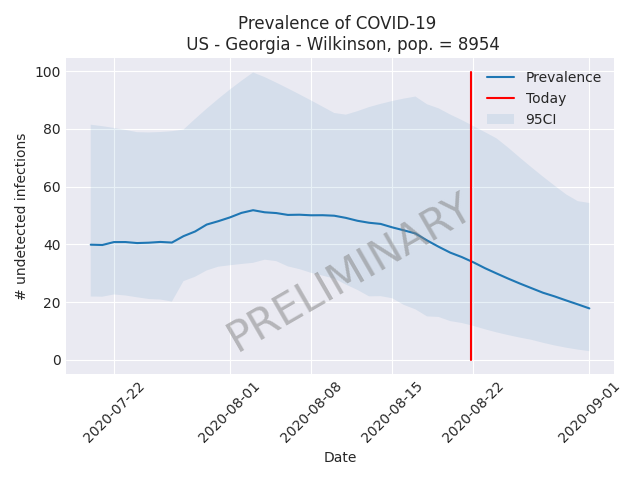 Prevalence of COVID-19
US - Georgia - Wilkinson, pop. = 8954
100
80
60
40
20
0
# undetected infections
Prevalence
Today
95CI
PRELIMINARY
2020-07-22
2020-08-01
2020-08-08
2020-08-15
2020-08-22
2020-09-01
Date